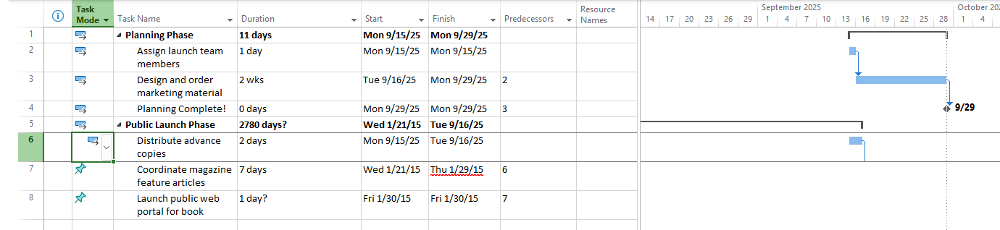 Task Mode Task Name Duration Start Finish Predecessors Resource Names
September 2025 October 202
14 17 20 23 26 29 1 4 7 10 13 16 19 22 25 28 1 4
1 Planning Phase 11 days Mon 9/15/25 Mon 9/29/25
2 Assign launch team members 1 day Mon 9/15/25 Mon 9/15/25
3 Design and order marketing material 2 wks Tue 9/16/25 Mon 9/29/25 2
4 Planning Complete! 0 days Mon 9/29/25 Mon 9/29/25 3 9/29
5 Public Launch Phase 2780 days? Wed 1/21/15 Tue 9/16/25
6 Distribute advance copies 2 days Mon 9/15/25 Tue 9/16/25
7 Coordinate magazine feature articles 7 days Wed 1/21/15 Thu 1/29/15 6
8 Launch public web portal for book 1 day? Fri 1/30/15 Fri 1/30/15 7